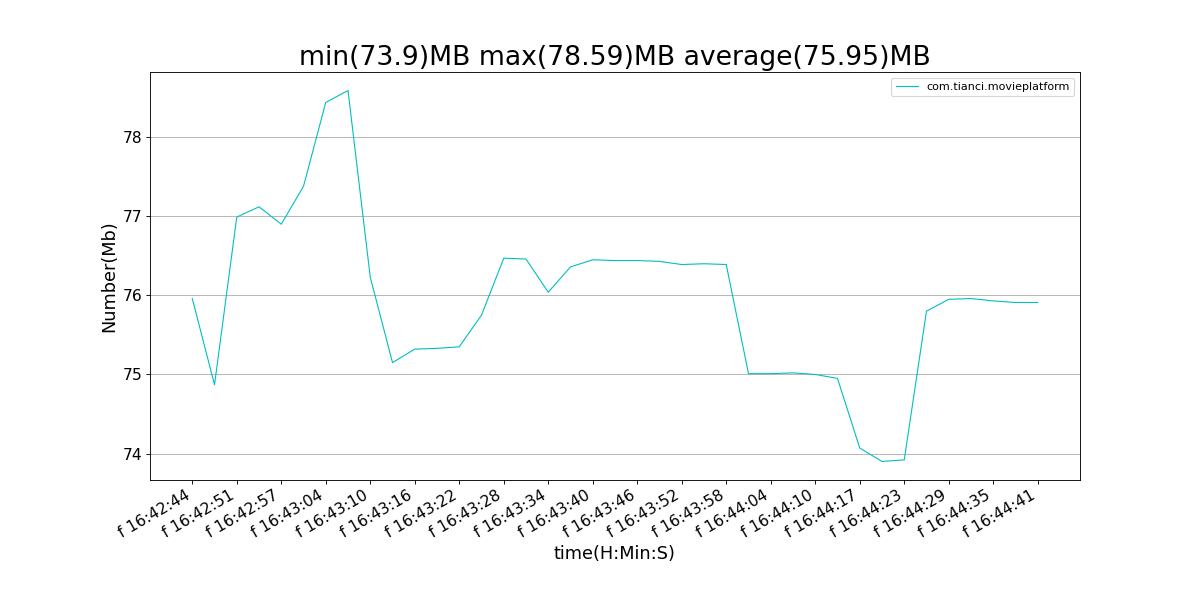 min(73.9)MB max(78.59)MB average(75.95)MB
com.tianci.movieplatform
Number(Mb)
78
77
76
75
74
f 16:42:44
f 16:42:51
f 16:42:57
f 16:43:04
f 16:43:10
f 16:43:16
f 16:43:22
f 16:43:28
f 16:43:34
f 16:43:40
f 16:43:46
f 16:43:52
f 16:43:58
f 16:44:04
f 16:44:10
f 16:44:17
f 16:44:23
f 16:44:29
f 16:44:35
f 16:44:41
time(H:Min:S)